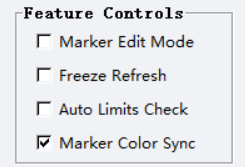 Feature Controls
Marker Edit Mode
Freeze Refresh
Auto Limits Check
Marker Color Sync